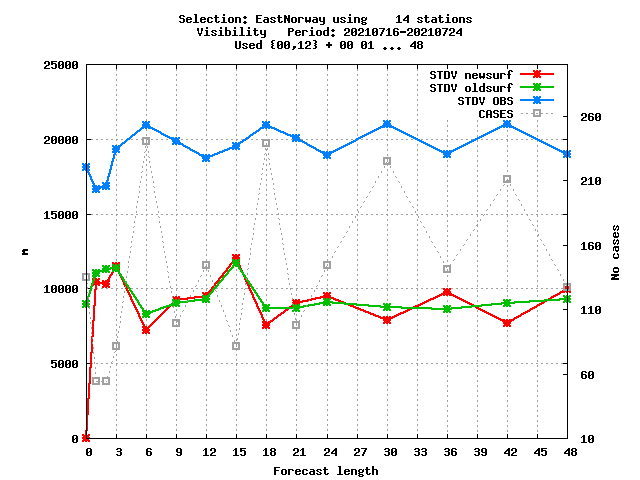 Selection: EastNorway using    14 stations
Visibility   Period: 20210716-20210724
Used {00,12} + 00 01 ... 48
STDV newsurf
STDV oldsurf
STDV OBS
CASES
25000
20000
15000
10000
5000
0
m
260
210
160
110
60
10
No cases
0 3 6 9 12 15 18 21 24 27 30 33 36 39 42 45 48
Forecast length